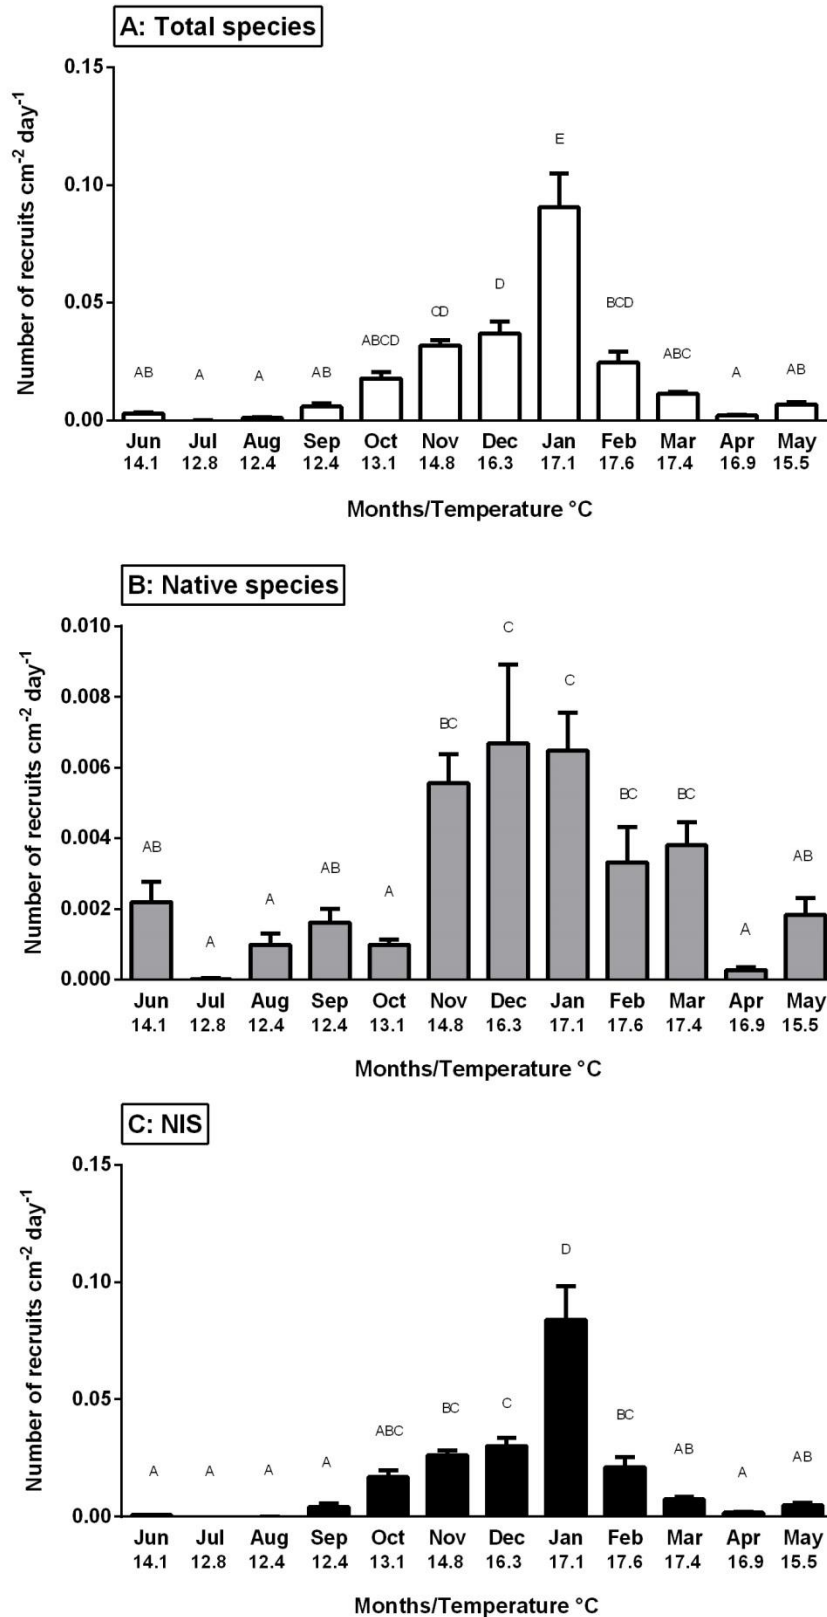 A: Total species
Number of recruits cm⁻² day⁻¹
0.15
0.10
0.05
0.00
AB A A AB ABCD CD D E BCD ABC A AB
Jun Jul Aug Sep Oct Nov Dec Jan Feb Mar Apr May
14.1 12.8 12.4 12.4 13.1 14.8 16.3 17.1 17.6 17.4 16.9 15.5
Months/Temperature °C
B: Native species
Number of recruits cm⁻² day⁻¹
0.010
0.008
0.006
0.004
0.002
0.000
AB A A AB A BC C C BC BC A AB
Jun Jul Aug Sep Oct Nov Dec Jan Feb Mar Apr May
14.1 12.8 12.4 12.4 13.1 14.8 16.3 17.1 17.6 17.4 16.9 15.5
Months/Temperature °C
C: NIS
Number of recruits cm⁻² day⁻¹
0.15
0.10
0.05
0.00
A A A A ABC BC C D BC AB A AB
Jun Jul Aug Sep Oct Nov Dec Jan Feb Mar Apr May
14.1 12.8 12.4 12.4 13.1 14.8 16.3 17.1 17.6 17.4 16.9 15.5
Months/Temperature °C